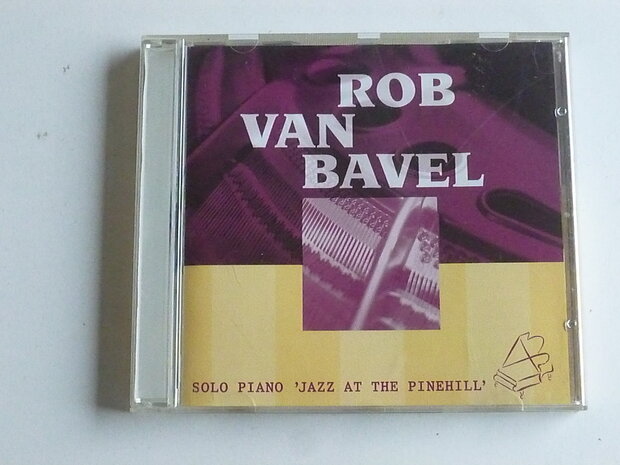 ROB
VAN
BAVEL
SOLO PIANO 'JAZZ AT THE PINEHILL'